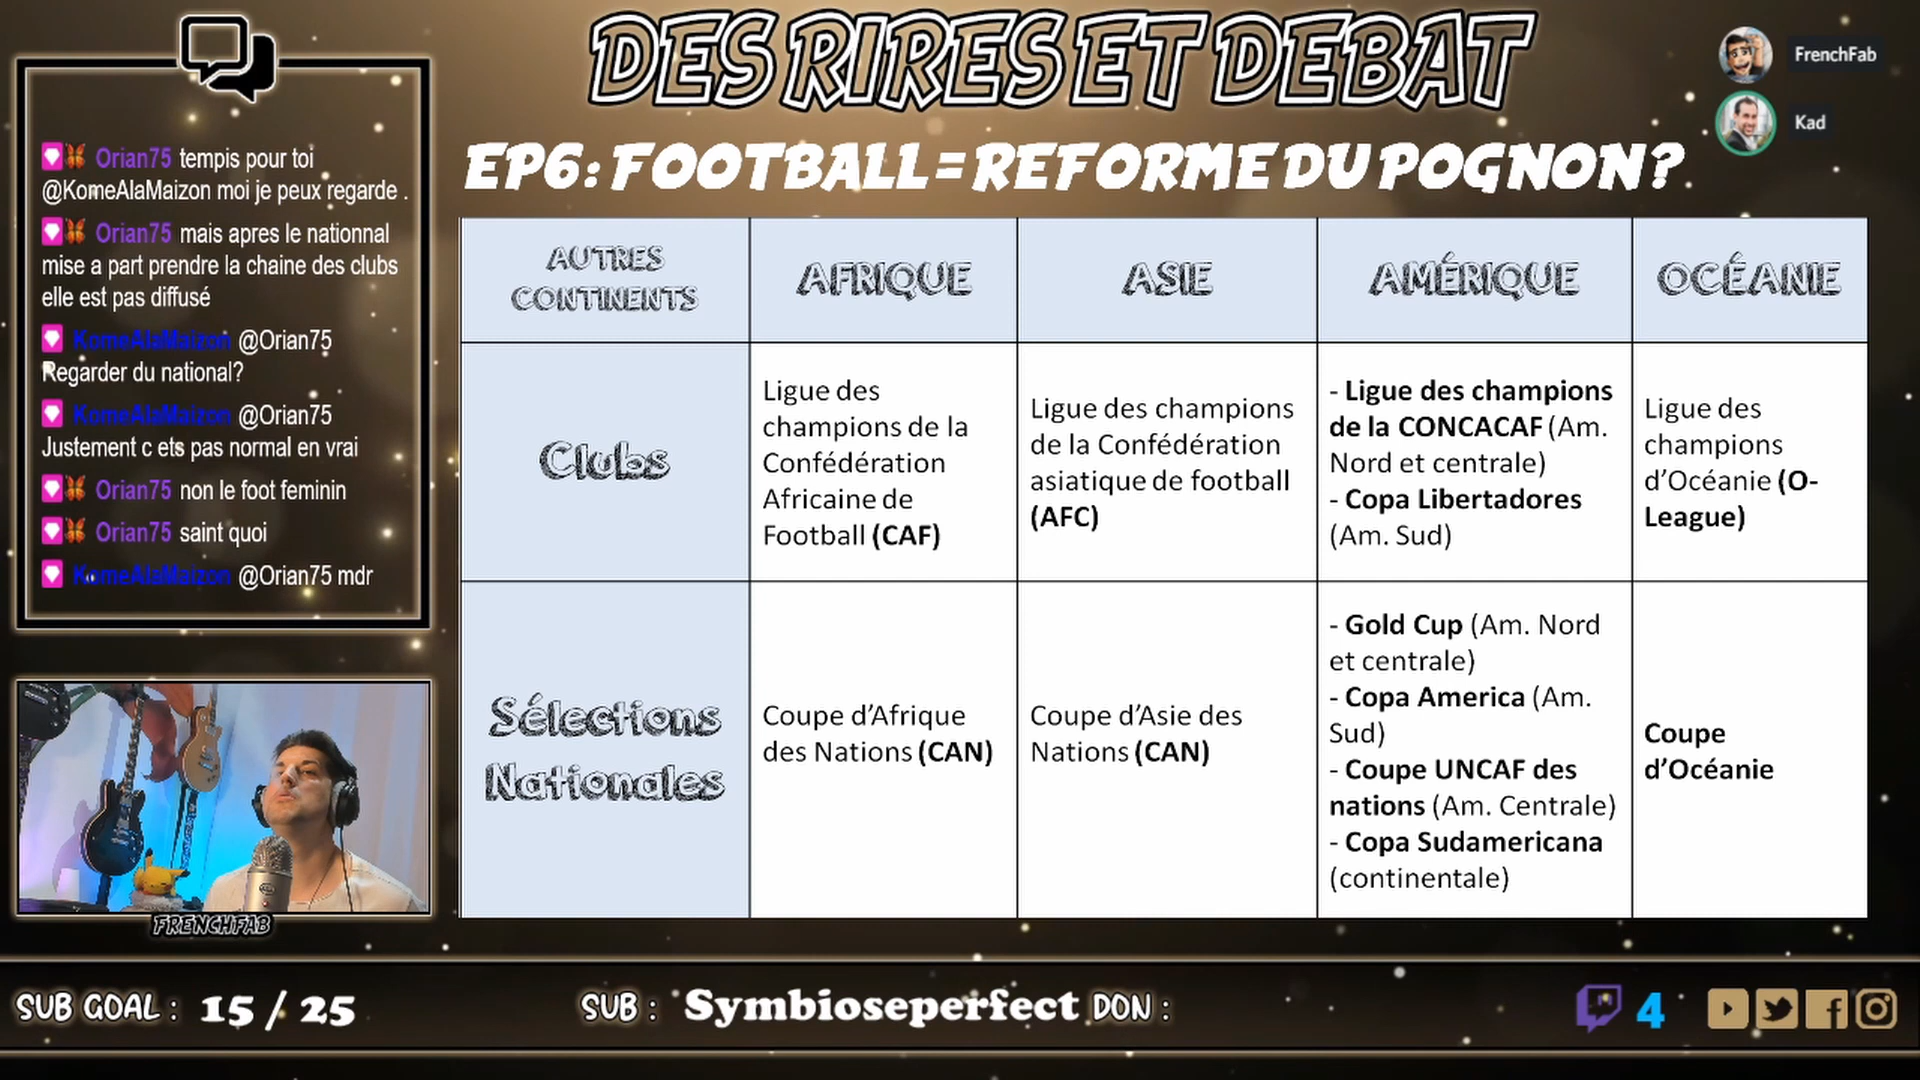 DES RIRES ET DEBAT
EP6: FOOTBALL = REFORME DU POGNON?
FrenchFab
Kad
Orian75 tempis pour toi
@KomeAlaMaizon moi je peux regarde .
Orian75 mais apres le nationnal
mise a part prendre la chaine des clubs
elle est pas diffusé
KomeAlaMaizon @Orian75
Regarder du national?
KomeAlaMaizon @Orian75
Justement c ets pas normal en vrai
Orian75 non le foot feminin
Orian75 saint quoi
KomeAlaMaizon @Orian75 mdr
FRENCHFAB
AUTRES
CONTINENTS
AFRIQUE
ASIE
AMÉRIQUE
OCÉANIE
Clubs
Ligue des
champions de la
Confédération
Africaine de
Football (CAF)
Ligue des champions
de la Confédération
asiatique de football
(AFC)
- Ligue des champions
de la CONCACAF (Am.
Nord et centrale)
- Copa Libertadores
(Am. Sud)
Ligue des
champions
d’Océanie (O-
League)
Sélections
Nationales
Coupe d’Afrique
des Nations (CAN)
Coupe d’Asie des
Nations (CAN)
- Gold Cup (Am. Nord
et centrale)
- Copa America (Am.
Sud)
- Coupe UNCAF des
nations (Am. Centrale)
- Copa Sudamericana
(continentale)
Coupe
d’Océanie
SUB GOAL : 15 / 25
SUB : Symbioseperfect
DON :
4